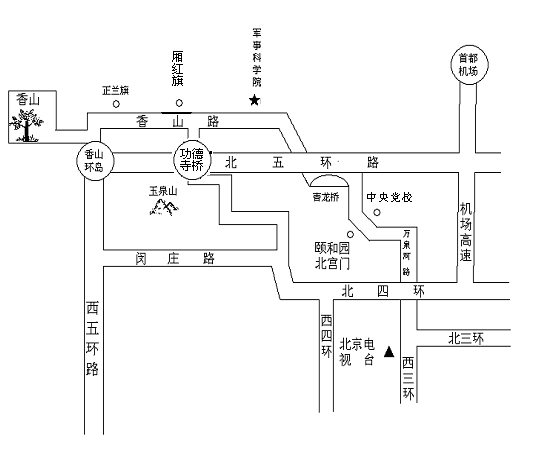 军事科学院
厢红旗
首都
机场
正兰旗
香山
香山路
香山
环岛
功德
寺桥
北五环路
玉泉山
青龙桥
中央党校
机场高速
万泉河路
颐和园
北宫门
闵庄路
北四环
西五环路
西四环
北三环
北京电
视台
西三环